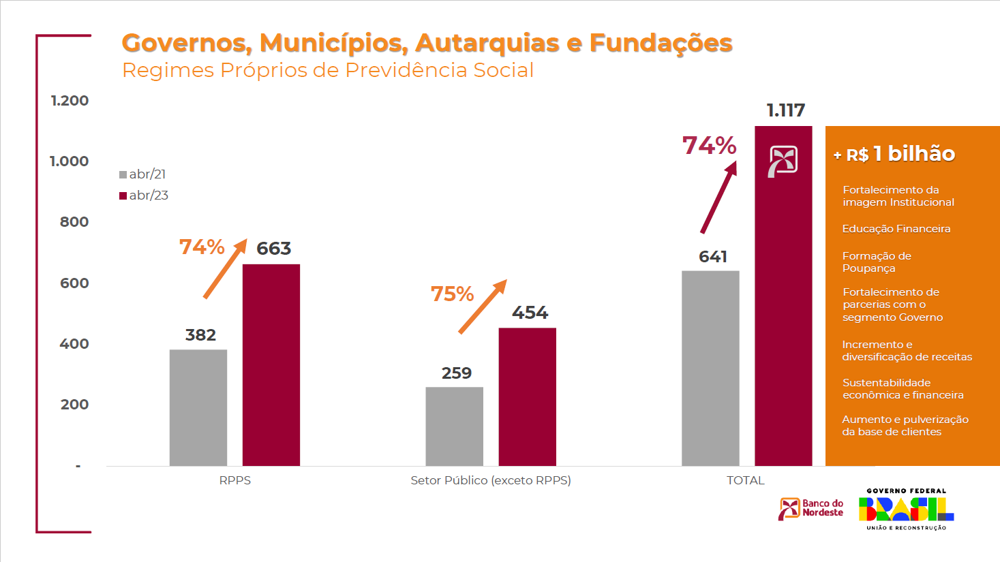 Governos, Municípios, Autarquias e Fundações
Regimes Próprios de Previdência Social
1.200
1.000
800
600
400
200
-
abr/21
abr/23
74%
382
663
75%
259
454
74%
641
1.117
RPPS
Setor Público (exceto RPPS)
TOTAL
+ R$ 1 bilhão
Fortalecimento da
imagem Institucional
Educação Financeira
Formação de
Poupança
Fortalecimento de
parcerias com o
segmento Governo
Incremento e
diversificação de receitas
Sustentabilidade
econômica e financeira
Aumento e pulverização
da base de clientes
Banco do
Nordeste
GOVERNO FEDERAL
BRASIL
UNIÃO E RECONSTRUÇÃO